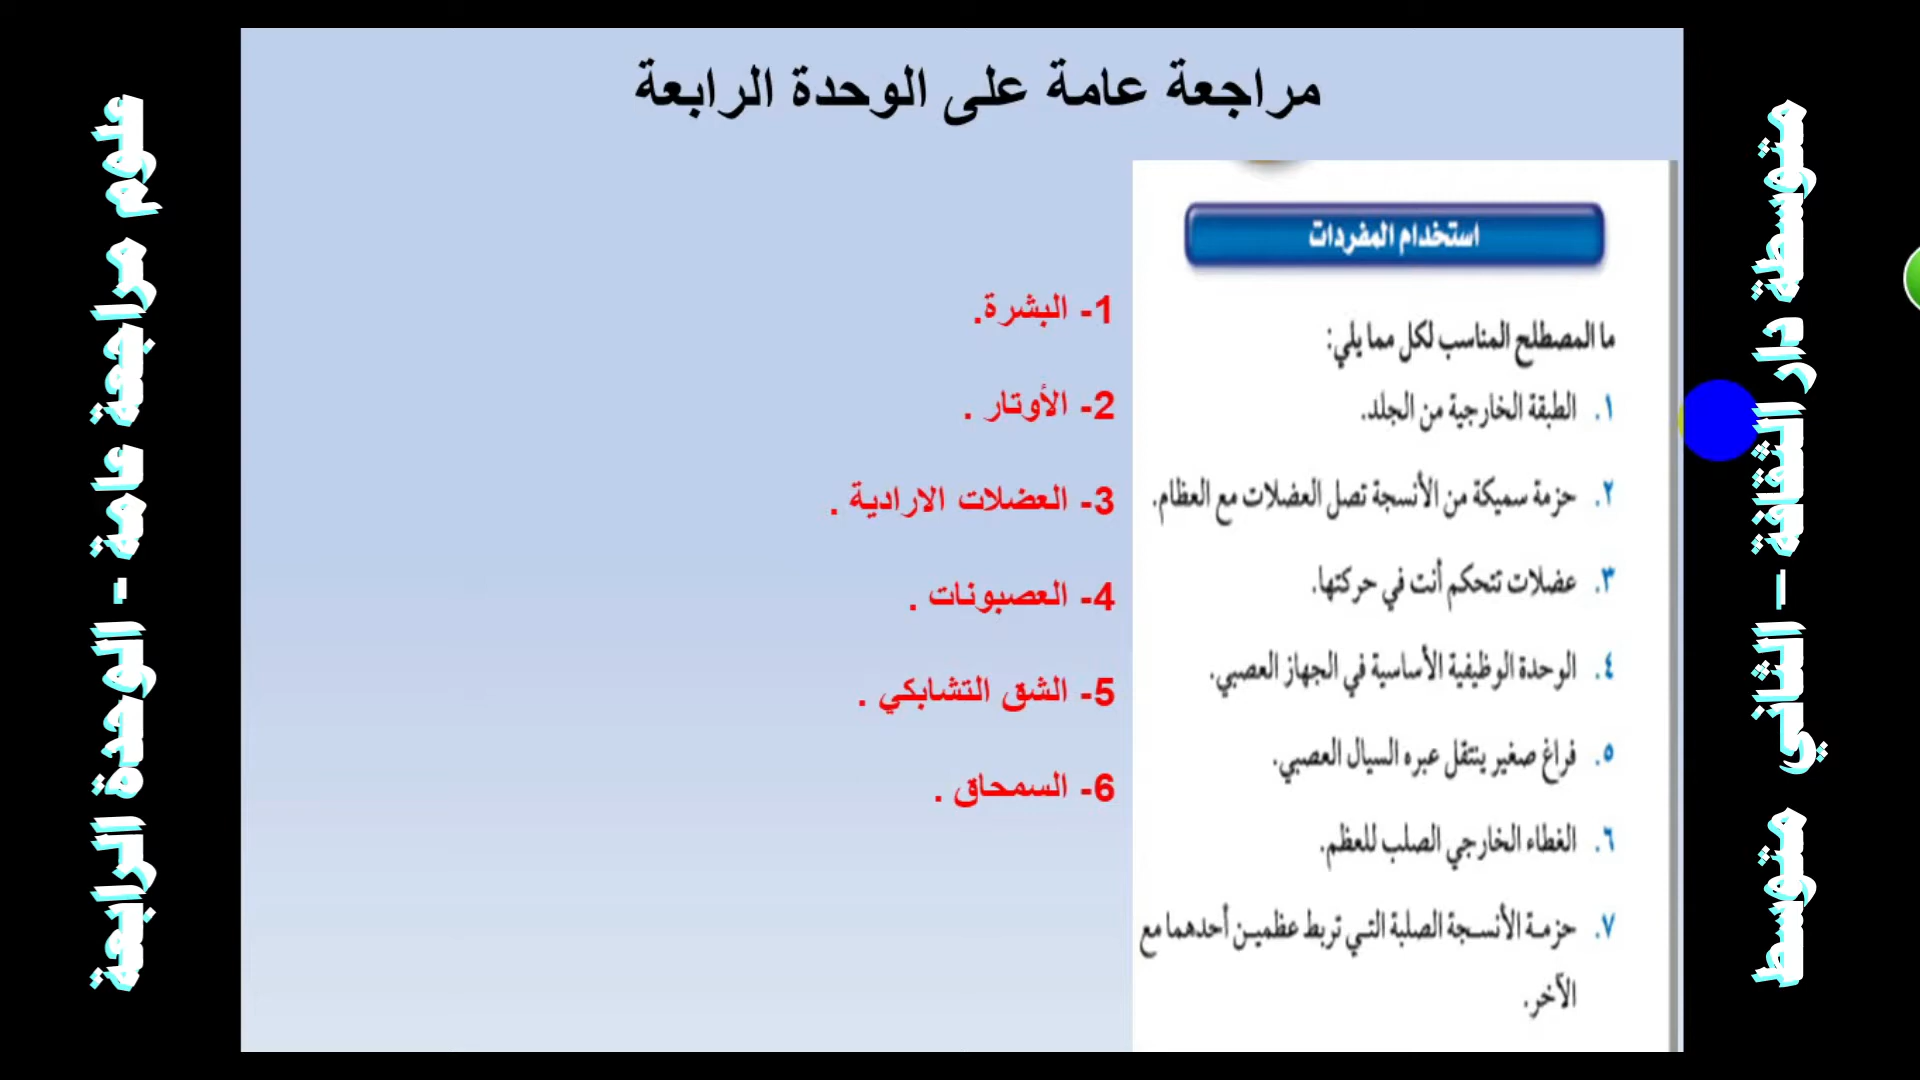 مراجعة عامة على الوحدة الرابعة
متوسطة دار الثقافة – الثاني متوسط
استخدام المفردات
ما المصطلح المناسب لكل مما يلي:
١. الطبقة الخارجية من الجلد.
٢. حزمة سميكة من الأنسجة تصل العضلات مع العظام.
٣. عضلات تتحكم أنت في حركتها.
٤. الوحدة الوظيفية الأساسية في الجهاز العصبي.
٥. فراغ صغير ينتقل عبره السيال العصبي.
٦. الغطاء الخارجي الصلب للعظم.
٧. حزمة الأنسجة الصلبة التي تربط عظمين أحدهما مع
الآخر.
1- البشرة.
2- الأوتار .
3- العضلات الارادية .
4- العصبونات .
5- الشق التشابكي .
6- السمحاق .
علوم مراجعة عامة - الوحدة الرابعة